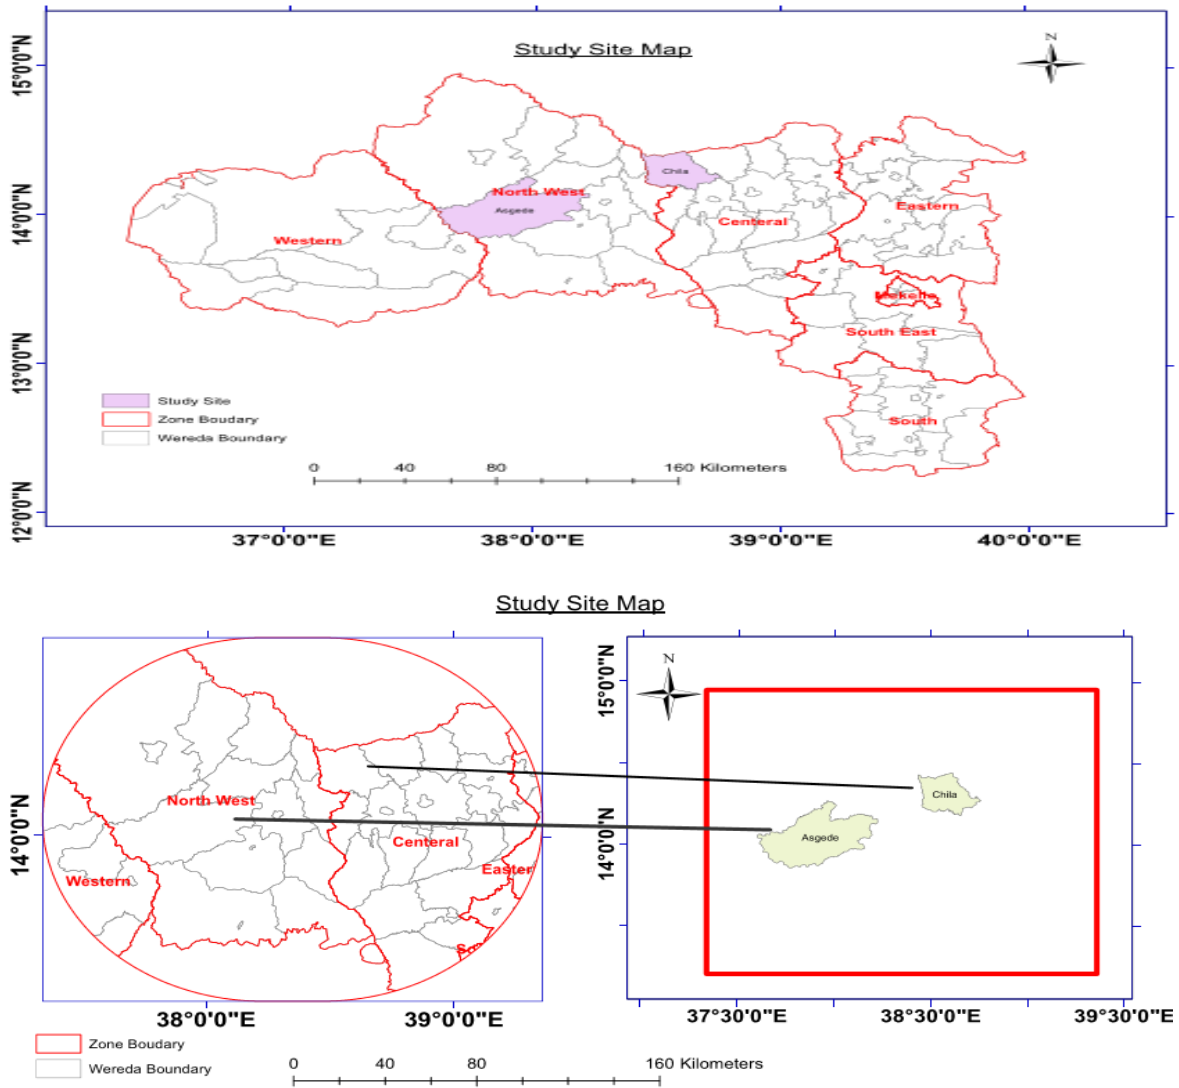 Study Site Map
N
15°0'0"N
14°0'0"N
13°0'0"N
12°0'0"N
Chila
North West
Asgede
Western
Centeral
Eastern
Mekelle
South East
South
Study Site
Zone Boudary
Wereda Boundary
0 40 80 160 Kilometers
37°0'0"E 38°0'0"E 39°0'0"E 40°0'0"E
Study Site Map
14°0'0"N
North West
Centeral
Western
Easter
So
38°0'0"E 39°0'0"E
N
15°0'0"N
14°0'0"N
Chila
Asgede
37°30'0"E 38°30'0"E 39°30'0"E
Zone Boudary
Wereda Boundary
0 40 80 160 Kilometers